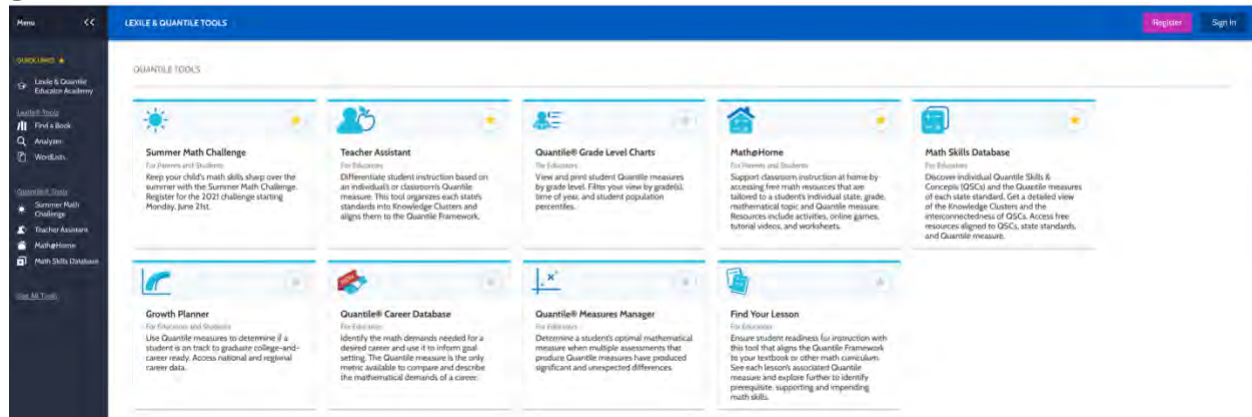 Menu <<
LEXILE & QUANTILE TOOLS
Register
Sign In
QUICK LINKS
Lexile & Quantile
Educator Academy
Lexile® Tools
Find a Book
Analyzer
WordLists
Quantile® Tools
Summer Math
Challenge
Teacher Assistant
Math@Home
Math Skills Database
See All Tools
QUANTILE TOOLS
Summer Math Challenge
For Parents and Students
Keep your child's math skills sharp over the
summer with the Summer Math Challenge.
Register for the 2021 challenge starting
Monday, June 21st.
Teacher Assistant
For Educators
Differentiate student instruction based on
an individual's or classroom's Quantile
measure. This tool organizes each state's
standards into Knowledge Clusters and
aligns them to the Quantile Framework.
Quantile® Grade Level Charts
For Educators
View and print student Quantile measures
by grade level. Filter your view by grade(s),
time of year, and student population
percentiles.
Math@Home
For Parents and Students
Support classroom instruction at home by
accessing free math resources that are
tailored to a student's individual state, grade,
mathematical topic and Quantile measure.
Resources include activities, online games,
tutorial videos, and worksheets.
Math Skills Database
For Educators
Discover individual Quantile Skills &
Concepts (QSCs) and the Quantile measures
of each state standard. Get a detailed view
of the Knowledge Clusters and the
interconnectedness of QSCs. Access free
resources aligned to QSCs, state standards,
and Quantile measure.
Growth Planner
For Educators and Students
Use Quantile measures to determine if a
student is on track to graduate college-and-
career ready. Access national and regional
career data.
Quantile® Career Database
For Educators
Identify the math demands needed for a
desired career and use it to inform goal
setting. The Quantile measure is the only
metric available to compare and describe
the mathematical demands of a career.
Quantile® Measures Manager
For Educators
Determine a student's optimal mathematical
measure when multiple assessments that
produce Quantile measures have produced
significant and unexpected differences.
Find Your Lesson
For Educators
Ensure student readiness for instruction with
this tool that aligns the Quantile Framework
to your textbook or other math curriculum.
See each lesson's associated Quantile
measure and explore further to identify
prerequisite, supporting and impending
math skills.